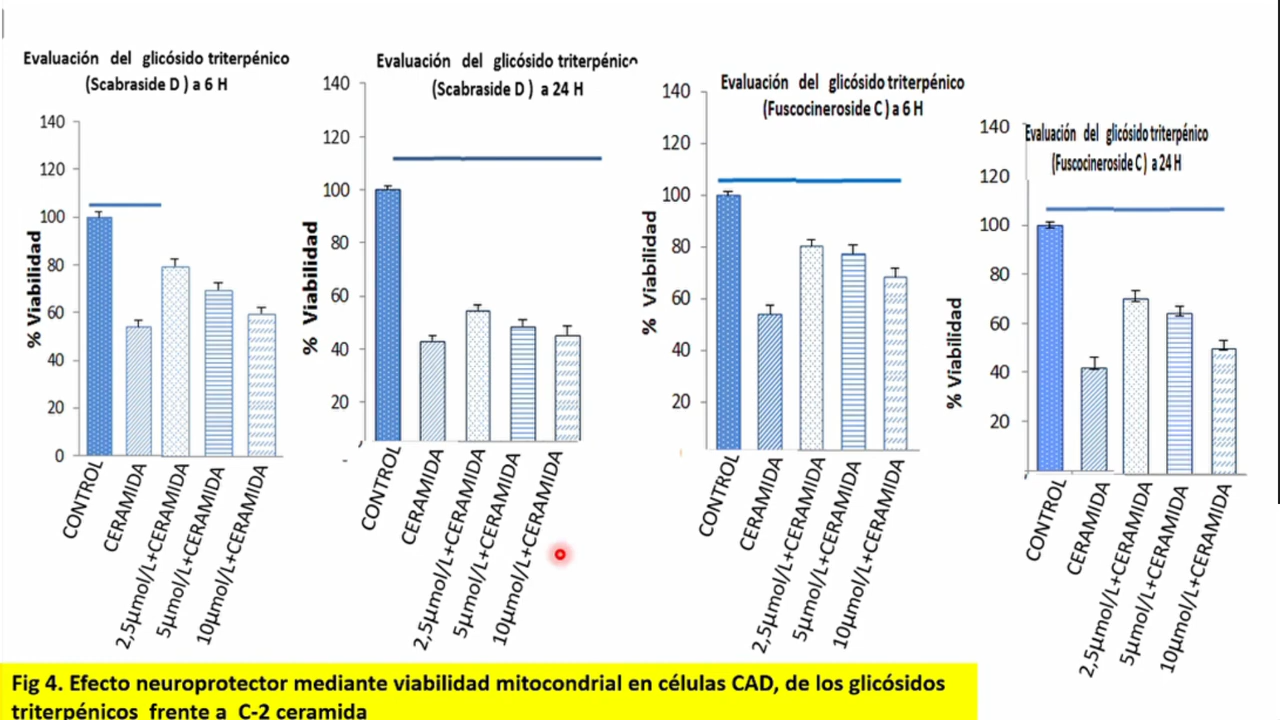 Evaluación del glicósido triterpénico
(Scabraside D ) a 6 H
140
120
100
80
60
40
20
0
% Viabilidad
CONTROL
CERAMIDA
2,5µmol/L+CERAMIDA
5µmol/L+CERAMIDA
10µmol/L+CERAMIDA
Evaluación del glicósido triterpénico
(Scabraside D ) a 24 H
140
120
100
80
60
40
20
% Viabilidad
CONTROL
CERAMIDA
2,5µmol/L+CERAMIDA
5µmol/L+CERAMIDA
10µmol/L+CERAMIDA
Evaluación del glicósido triterpénico
(Fuscocineroside C ) a 6 H
140
120
100
80
60
40
20
% Viabilidad
CONTROL
CERAMIDA
2,5µmol/L+CERAMIDA
5µmol/L+CERAMIDA
10µmol/L+CERAMIDA
Evaluación del glicósido triterpénico
(Fuscocineroside C ) a 24 H
140
120
100
80
60
40
20
% Viabilidad
CONTROL
CERAMIDA
2,5µmol/L+CERAMIDA
5µmol/L+CERAMIDA
10µmol/L+CERAMIDA
Fig 4. Efecto neuroprotector mediante viabilidad mitocondrial en células CAD, de los glicósidos
triterpénicos frente a C-2 ceramida